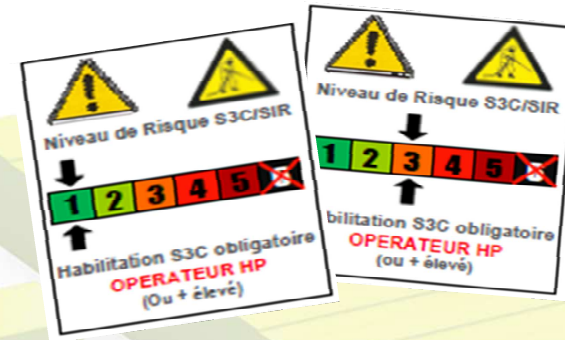 Niveau de Risque S3C/SIR
1 2 3 4 5
Habilitation S3C obligatoire
OPERATEUR HP
(Ou + élevé)
Niveau de Risque S3C/SIR
1 2 3 4 5
bilitation S3C obligatoire
OPERATEUR HP
(ou + élevé)